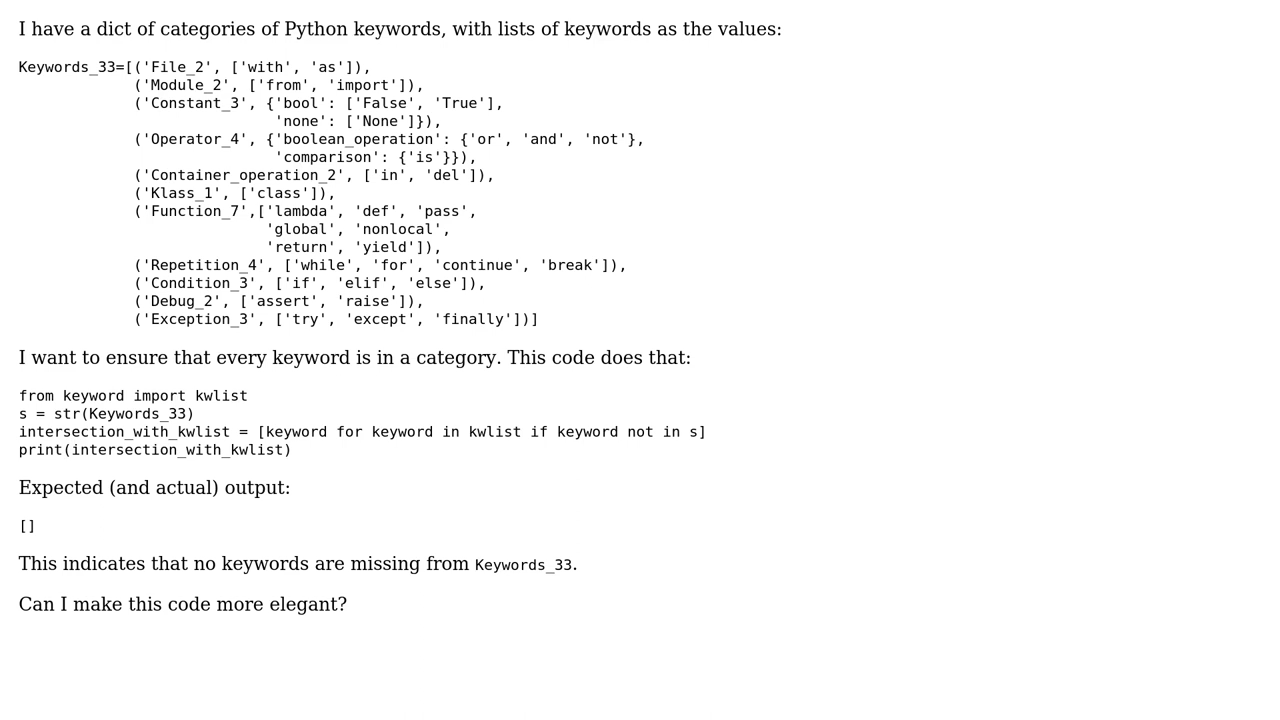 I have a dict of categories of Python keywords, with lists of keywords as the values:
Keywords_33=[('File_2', ['with', 'as']),
             ('Module_2', ['from', 'import']),
             ('Constant_3', {'bool': ['False', 'True'],
                             'none': ['None']}),
             ('Operator_4', {'boolean_operation': {'or', 'and', 'not'},
                             'comparison': {'is'}}),
             ('Container_operation_2', ['in', 'del']),
             ('Klass_1', ['class']),
             ('Function_7',['lambda', 'def', 'pass',
                            'global', 'nonlocal',
                            'return', 'yield']),
             ('Repetition_4', ['while', 'for', 'continue', 'break']),
             ('Condition_3', ['if', 'elif', 'else']),
             ('Debug_2', ['assert', 'raise']),
             ('Exception_3', ['try', 'except', 'finally'])]
I want to ensure that every keyword is in a category. This code does that:
from keyword import kwlist
s = str(Keywords_33)
intersection_with_kwlist = [keyword for keyword in kwlist if keyword not in s]
print(intersection_with_kwlist)
Expected (and actual) output:
[]
This indicates that no keywords are missing from Keywords_33.
Can I make this code more elegant?